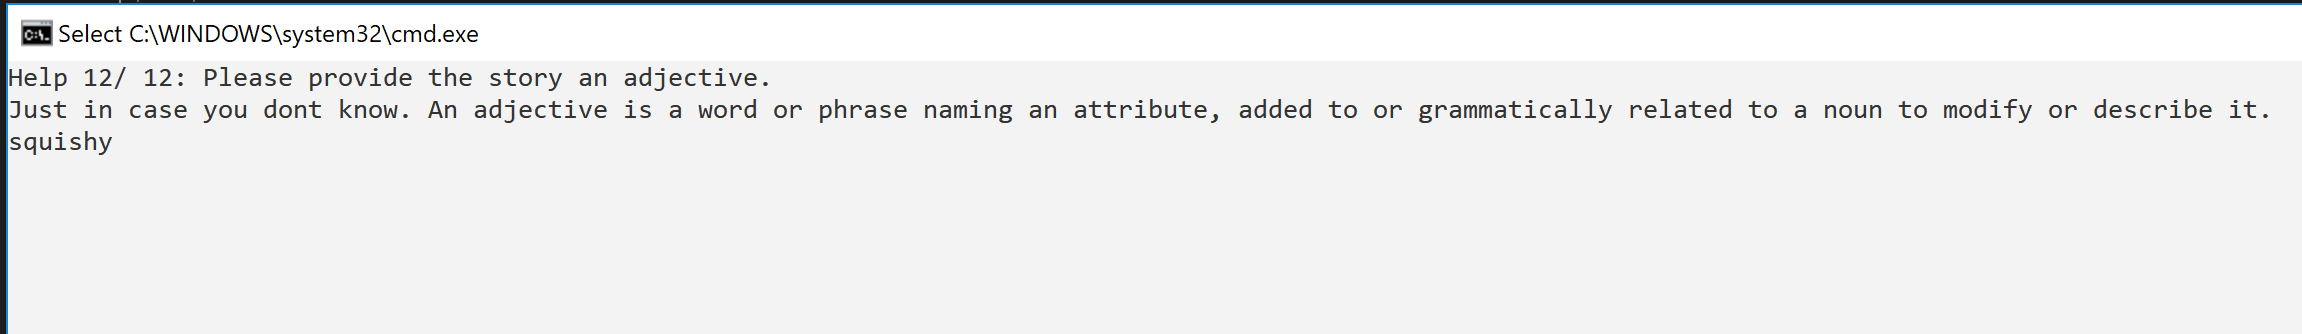 Select C:\WINDOWS\system32\cmd.exe
Help 12/ 12: Please provide the story an adjective.
Just in case you dont know. An adjective is a word or phrase naming an attribute, added to or grammatically related to a noun to modify or describe it.
squishy